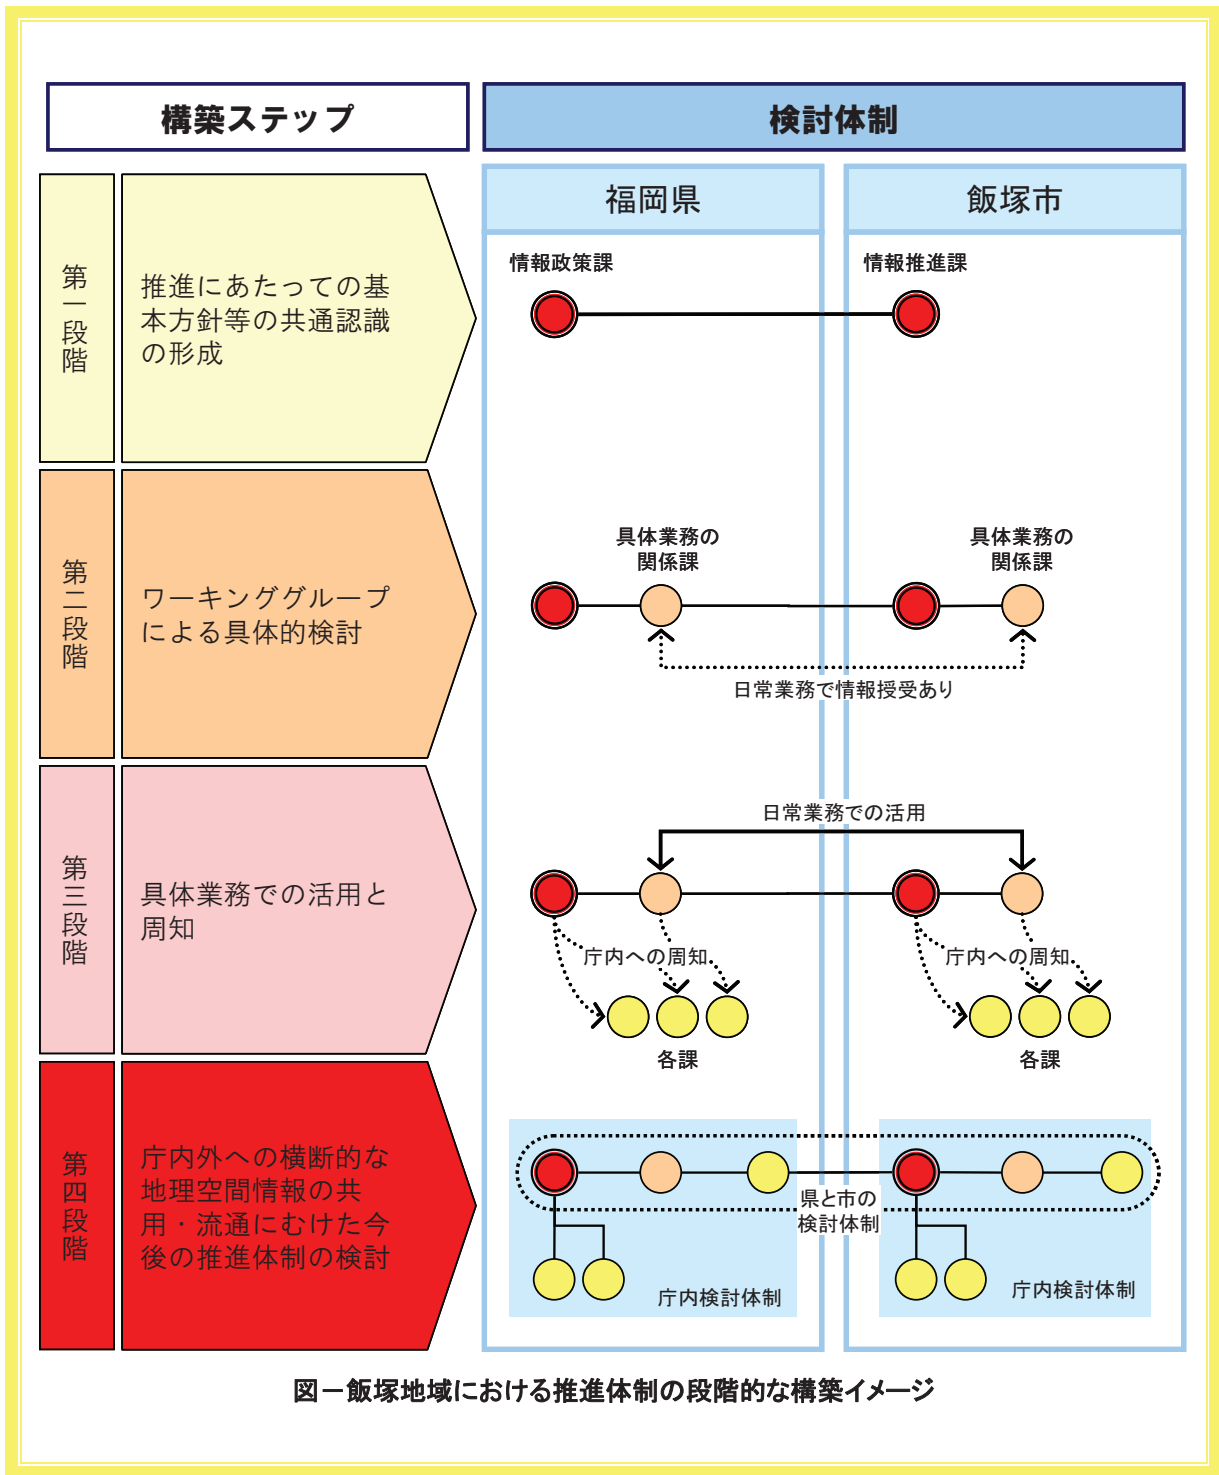 構築ステップ
検討体制
福岡県
飯塚市
第一段階
推進にあたっての基
本方針等の共通認識
の形成
情報政策課
情報推進課
第二段階
ワーキンググループ
による具体的検討
具体業務の
関係課
具体業務の
関係課
日常業務で情報授受あり
第三段階
具体業務での活用と
周知
日常業務での活用
庁内への周知
庁内への周知
各課
各課
第四段階
庁内外への横断的な
地理空間情報の共
用・流通にむけた今
後の推進体制の検討
県と市の
検討体制
庁内検討体制
庁内検討体制
図－飯塚地域における推進体制の段階的な構築イメージ